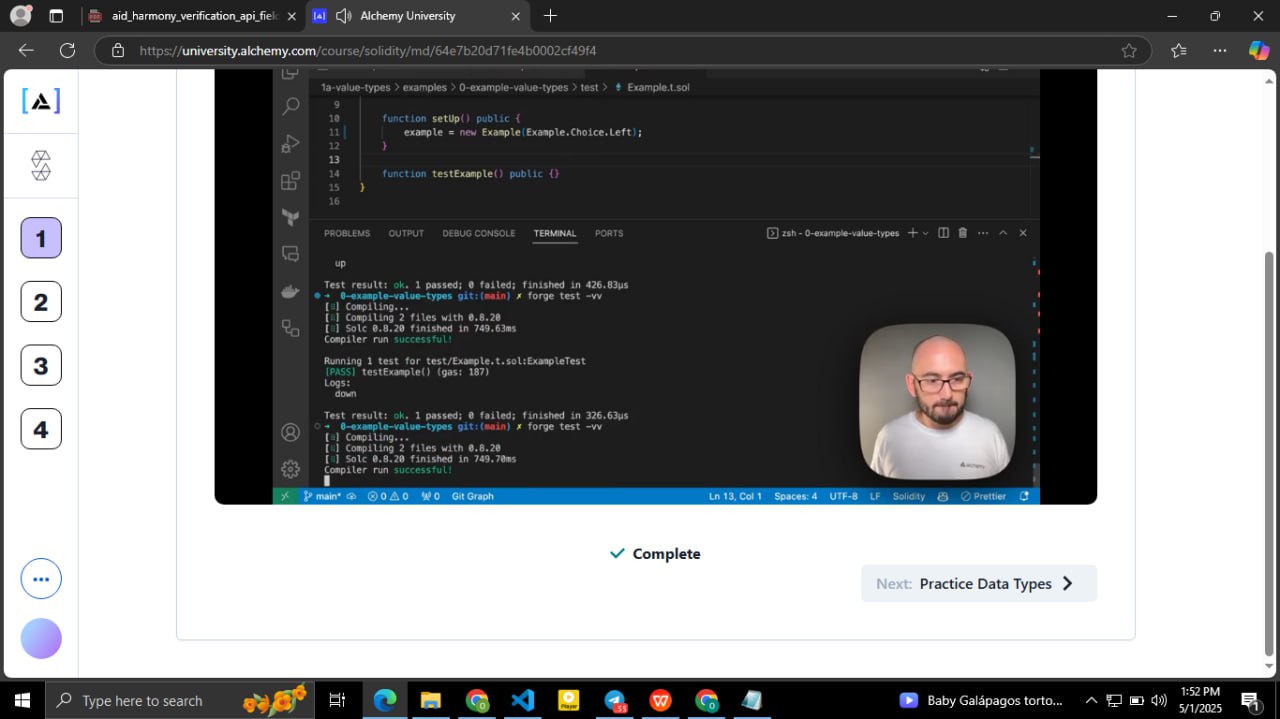 aid_harmony_verification_api_field
Alchemy University
https://university.alchemy.com/course/solidity/md/64e7b20d71fe4b0002cf49f4
1a-value-types > examples > 0-example-value-types > test > Example.t.sol
9
10 function setUp() public {
11 example = new Example(Example.Choice.Left);
12 }
13
14 function testExample() public {}
15 }
16
PROBLEMS OUTPUT DEBUG CONSOLE TERMINAL PORTS
zsh - 0-example-value-types
up
Test result: ok. 1 passed; 0 failed; finished in 426.83µs
→ 0-example-value-types git:(main) ✗ forge test -vv
[⠆] Compiling...
[⠆] Compiling 2 files with 0.8.20
[⠆] Solc 0.8.20 finished in 749.63ms
Compiler run successful!
Running 1 test for test/Example.t.sol:ExampleTest
[PASS] testExample() (gas: 187)
Logs:
down
Test result: ok. 1 passed; 0 failed; finished in 326.63µs
→ 0-example-value-types git:(main) ✗ forge test -vv
[⠆] Compiling...
[⠆] Compiling 2 files with 0.8.20
[⠆] Solc 0.8.20 finished in 749.70ms
Compiler run successful!
alchemy
main* 0 0 0 Git Graph Ln 13, Col 1 Spaces: 4 UTF-8 LF Solidity Prettier
1
2
3
4
Complete
Next: Practice Data Types
Type here to search
33
Baby Galápagos torto...
1:52 PM
5/1/2025
1